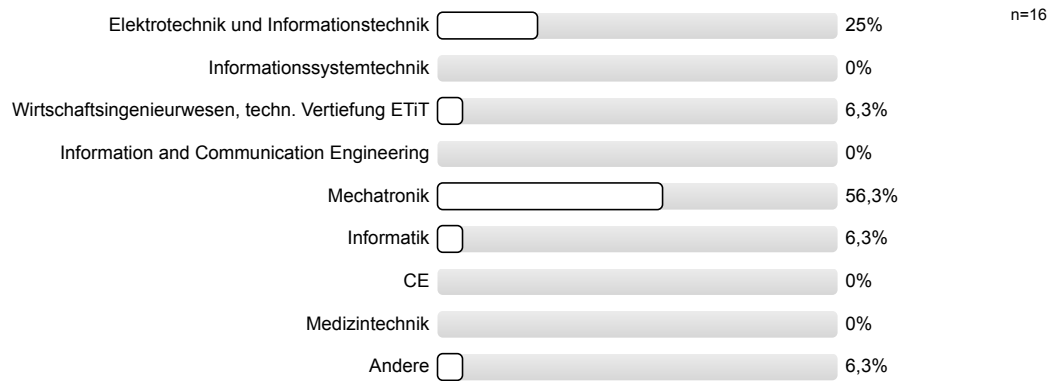 Elektrotechnik und Informationstechnik 25% n=16
Informationssystemtechnik 0%
Wirtschaftsingenieurwesen, techn. Vertiefung ETiT 6,3%
Information and Communication Engineering 0%
Mechatronik 56,3%
Informatik 6,3%
CE 0%
Medizintechnik 0%
Andere 6,3%